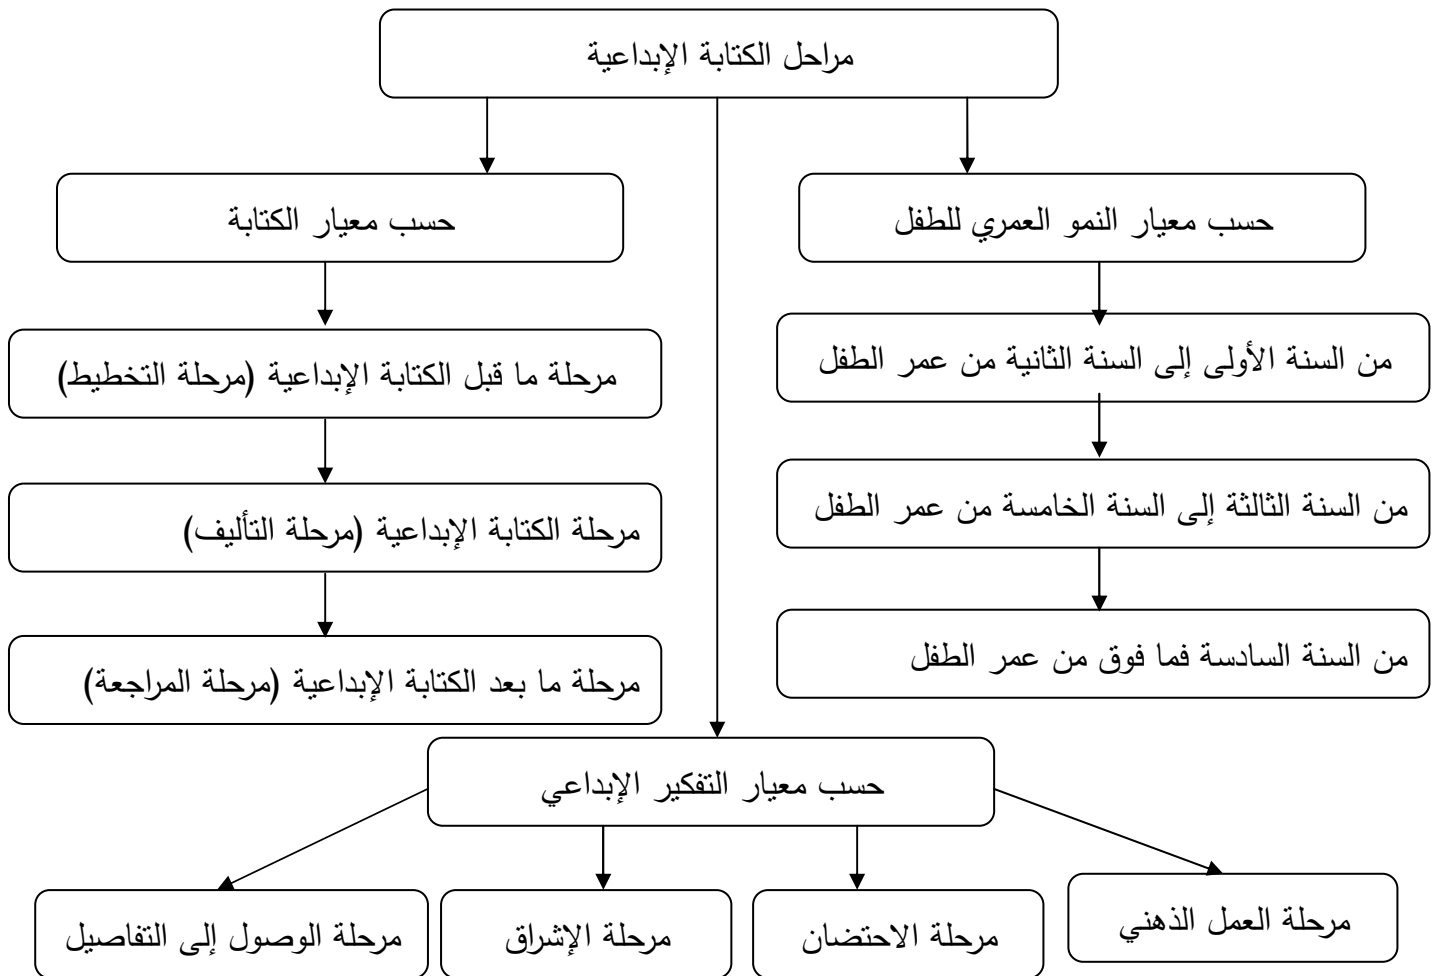 مراحل الكتابة الإبداعية
حسب معيار النمو العمري للطفل
من السنة الأولى إلى السنة الثانية من عمر الطفل
من السنة الثالثة إلى السنة الخامسة من عمر الطفل
من السنة السادسة فما فوق من عمر الطفل
حسب معيار الكتابة
مرحلة ما قبل الكتابة الإبداعية (مرحلة التخطيط)
مرحلة الكتابة الإبداعية (مرحلة التأليف)
مرحلة ما بعد الكتابة الإبداعية (مرحلة المراجعة)
حسب معيار التفكير الإبداعي
مرحلة العمل الذهني
مرحلة الاحتضان
مرحلة الإشراق
مرحلة الوصول إلى التفاصيل